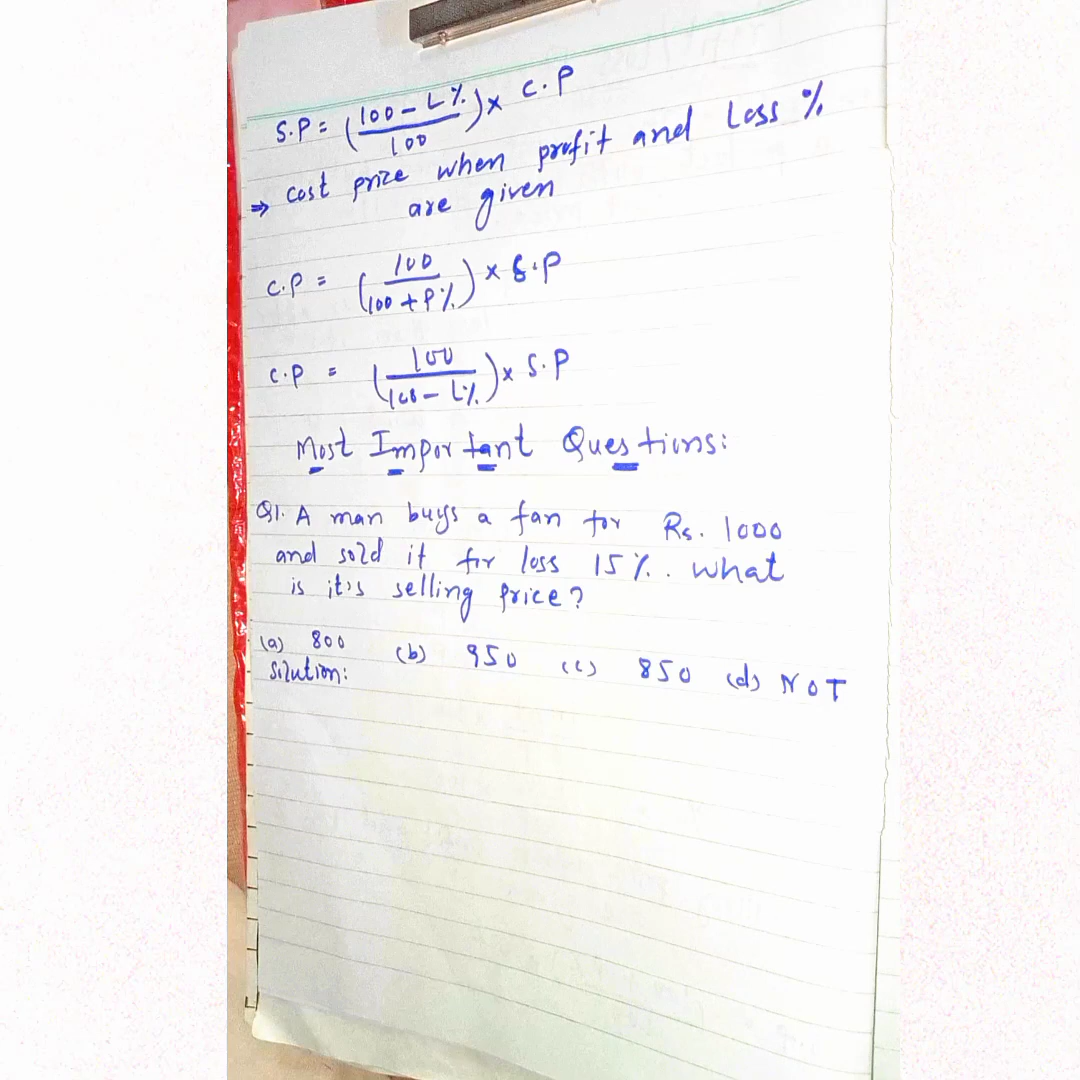 S.P = (100 - L% / 100) × C.P
⇒ cost price when profit and Loss %
are given
C.P = (100 / 100 + P%) × S.P
C.P = (100 / 100 - L%) × S.P
Most Important Questions:
Q1. A man buys a fan for Rs. 1000
and sold it for loss 15%. . what
is it's selling price?
(a) 800 (b) 950 (c) 850 (d) NOT
Solution: